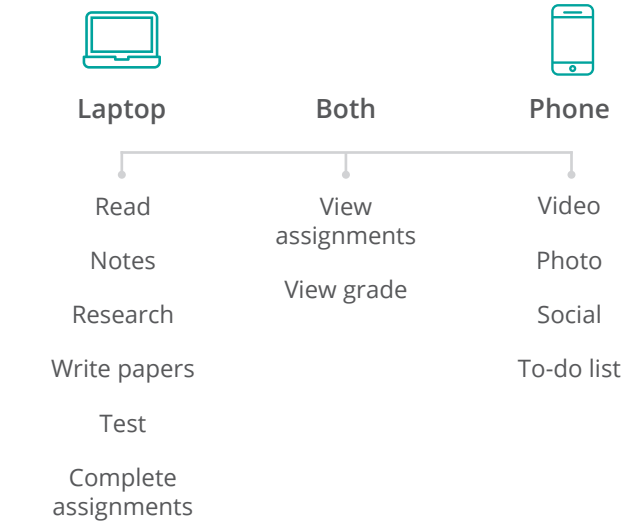 Laptop
Both
Phone
Read
Notes
Research
Write papers
Test
Complete
assignments
View
assignments
View grade
Video
Photo
Social
To-do list